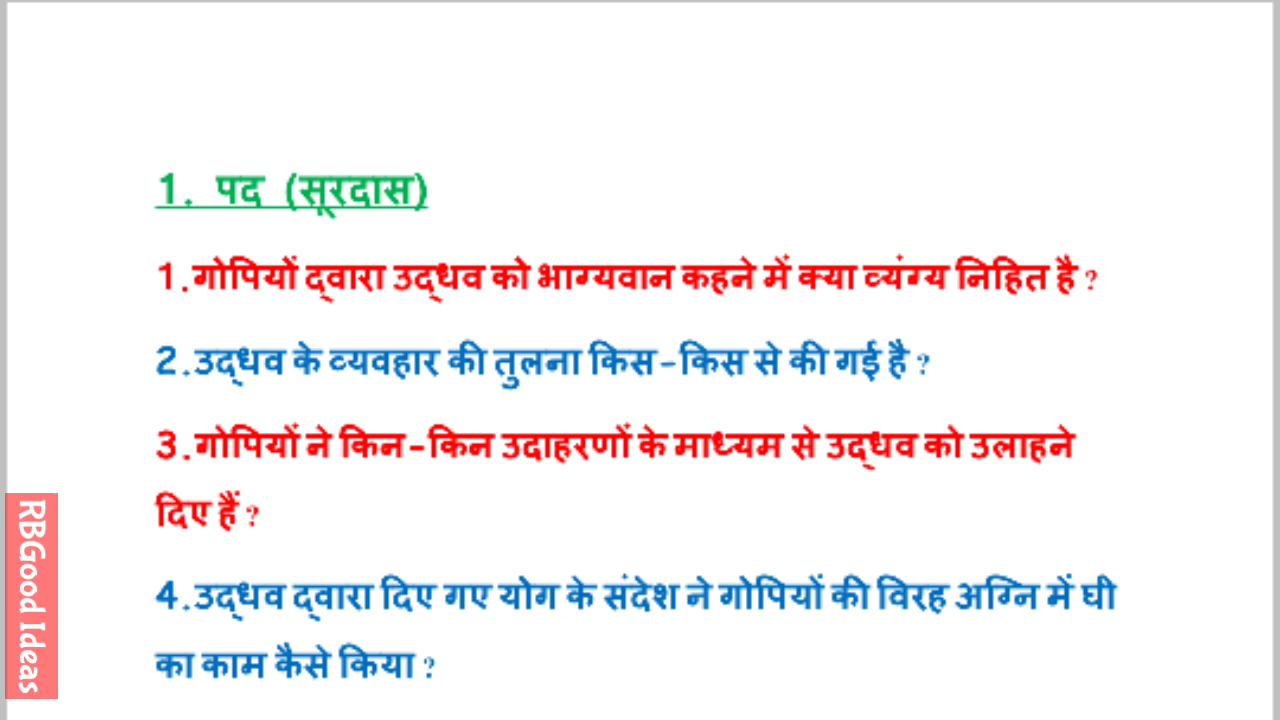 1. पद (सूरदास)
1.गोपियों द्वारा उद्धव को भाग्यवान कहने में क्या व्यंग्य निहित है ?
2.उद्धव के व्यवहार की तुलना किस-किस से की गई है ?
3.गोपियों ने किन-किन उदाहरणों के माध्यम से उद्धव को उलाहने
दिए हैं ?
4.उद्धव द्वारा दिए गए योग के संदेश ने गोपियों की विरह अग्नि में घी
का काम कैसे किया ?
RBGood Ideas